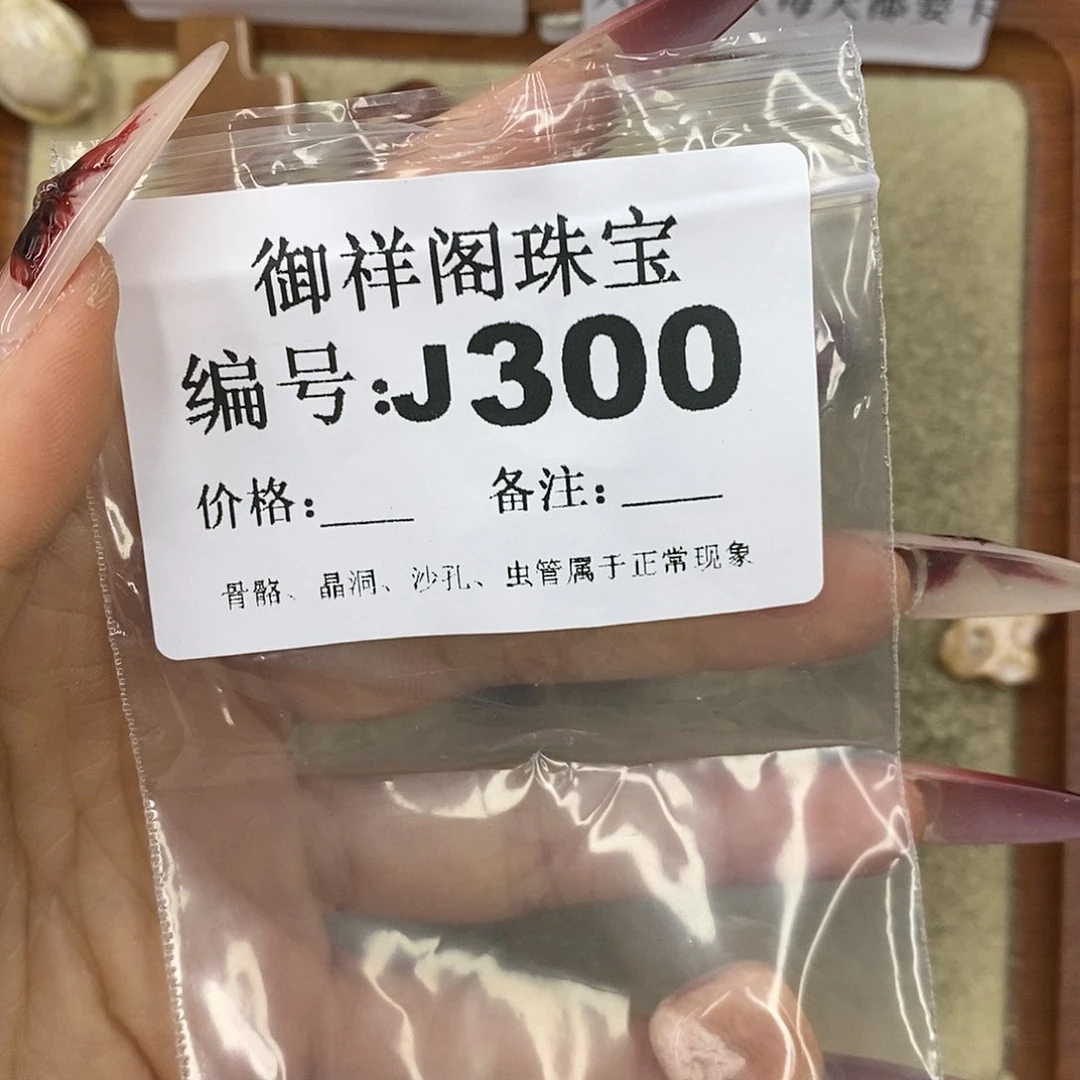 御祥阁珠宝
编号:J300
价格:____ 备注:____
骨骼、晶洞、沙孔、虫管属于正常现象